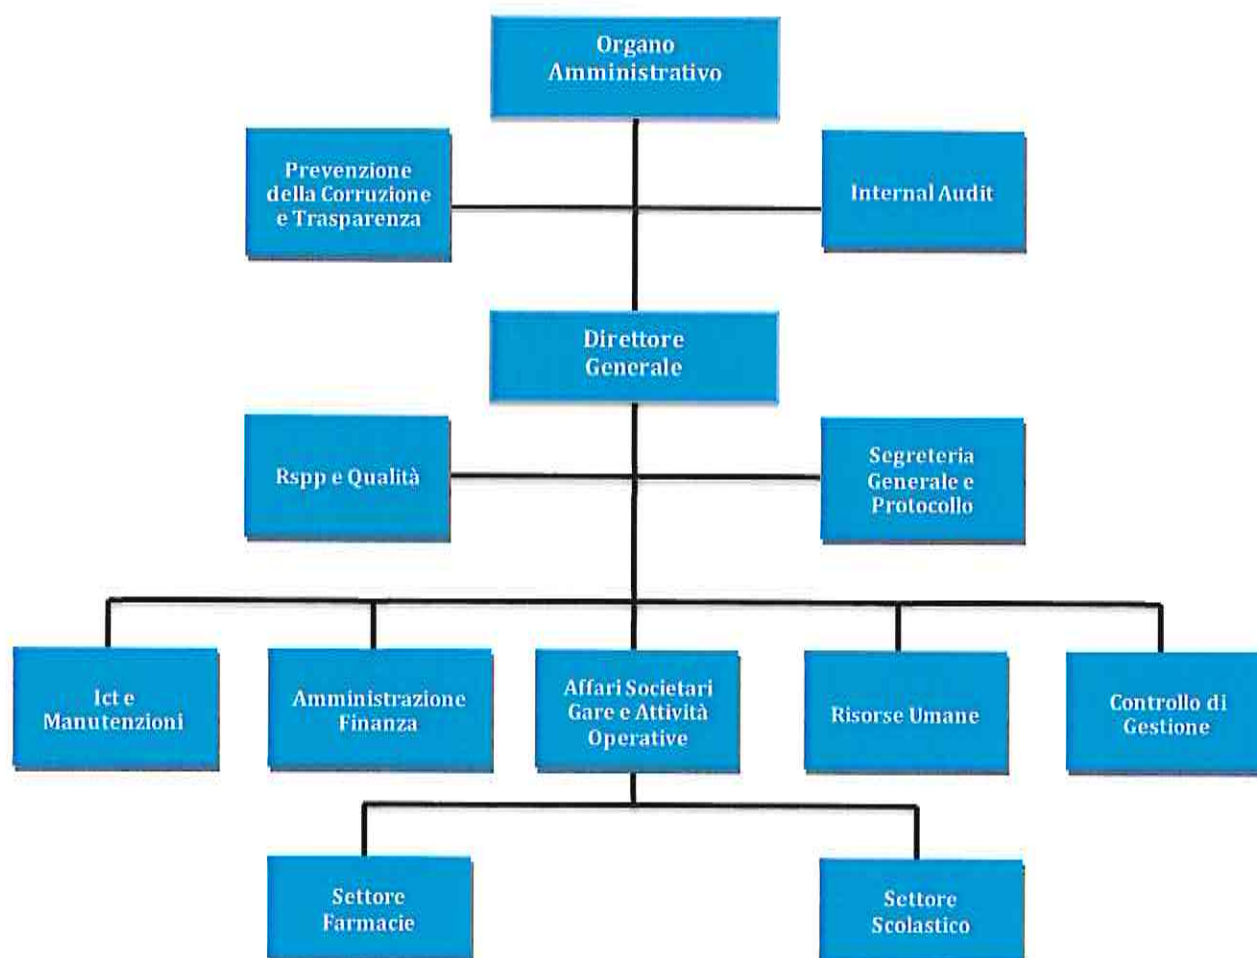 Organo
Amministrativo
Prevenzione
della Corruzione
e Trasparenza
Internal Audit
Direttore
Generale
Rspp e Qualità
Segreteria
Generale e
Protocollo
Ict e
Manutenzioni
Amministrazione
Finanza
Affari Societari
Gare e Attività
Operative
Risorse Umane
Controllo di
Gestione
Settore
Farmacie
Settore
Scolastico